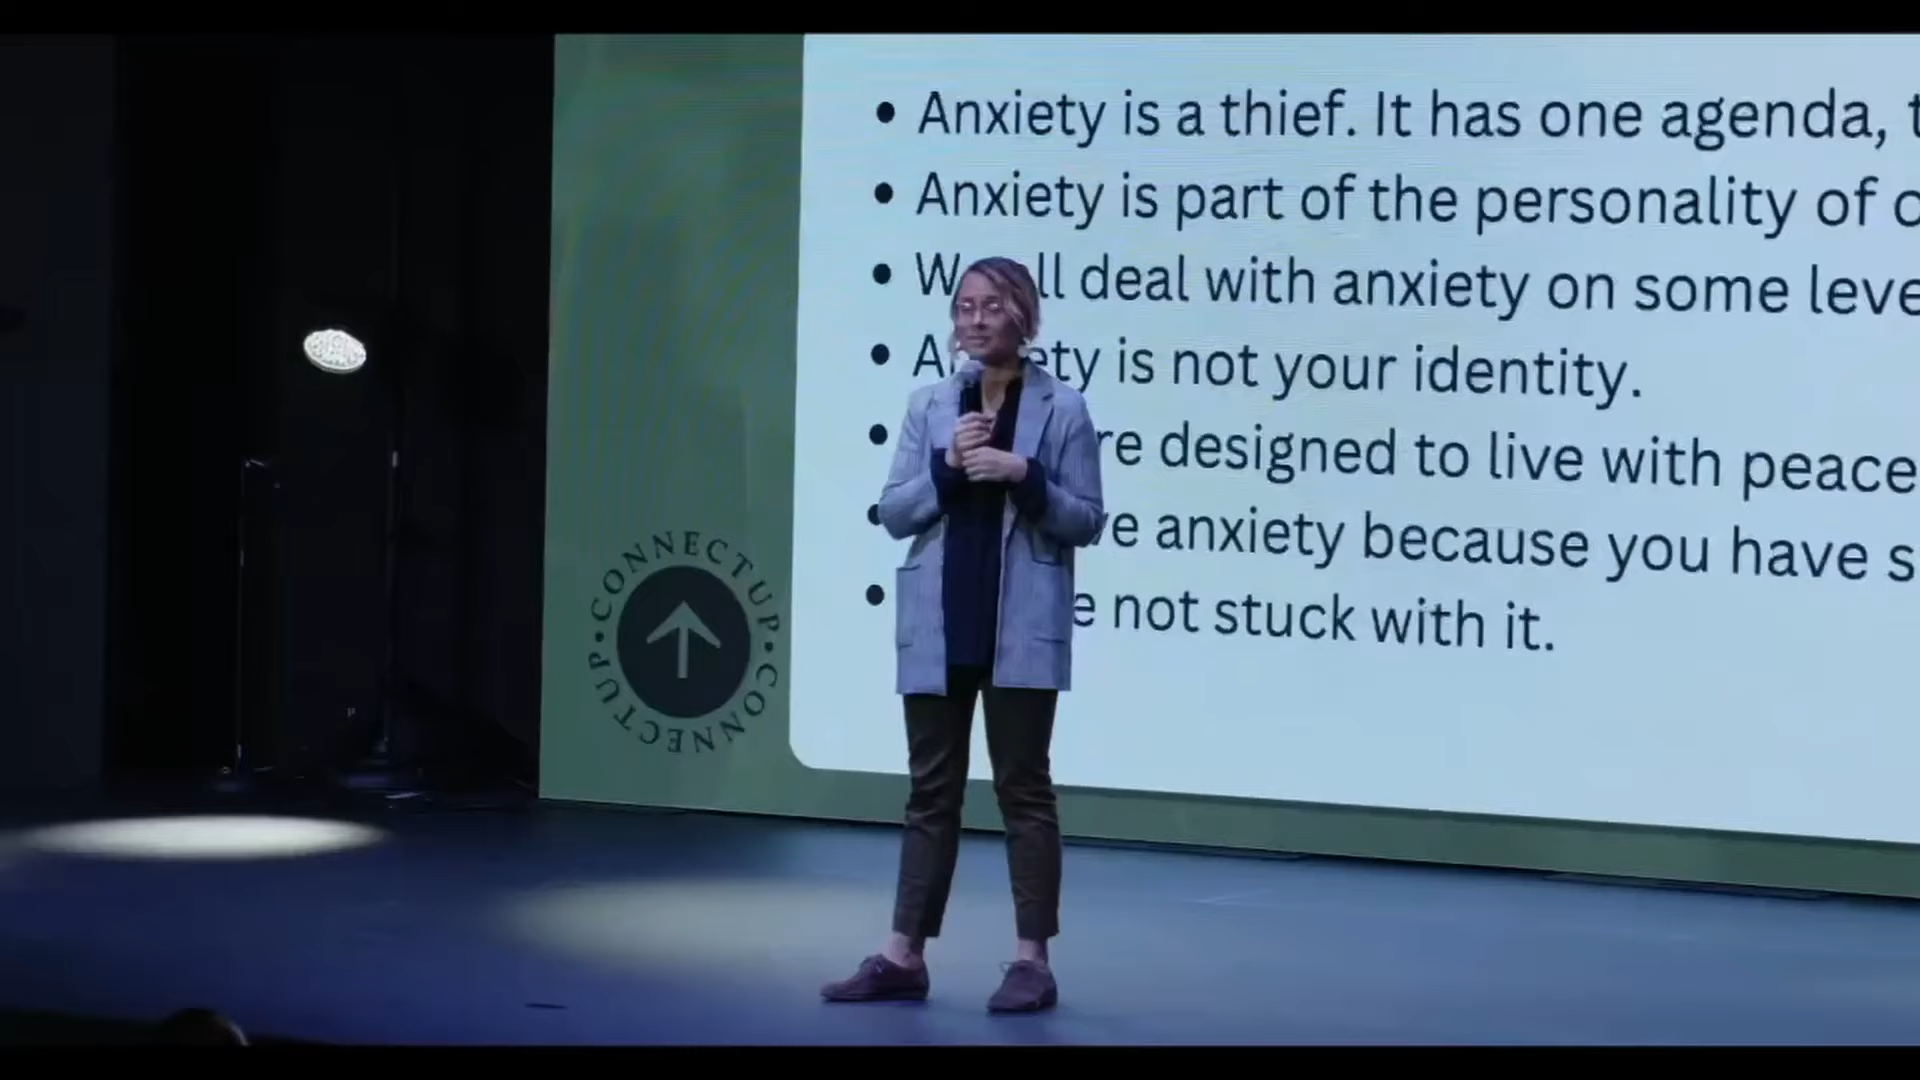 Anxiety is a thief. It has one agenda,
Anxiety is part of the personality of
deal with anxiety on some
is not your identity.
designed to live with peace
anxiety because you have
not stuck with it.
CONNECTUP · CONNECTUP ·